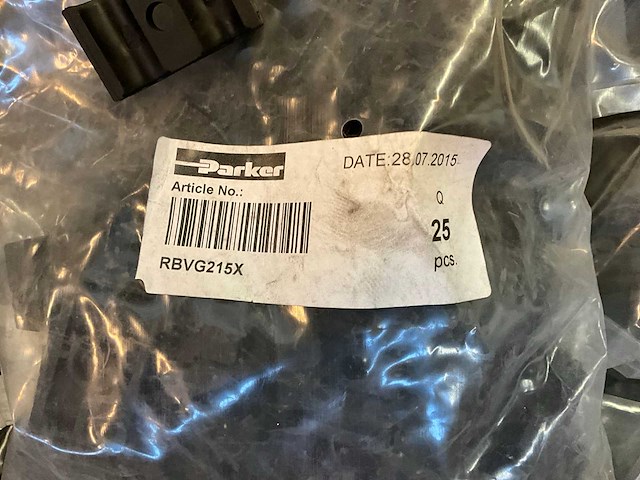 Parker
DATE:28.07.2015
Article No.:
Q
25
pcs.
RBVG215X